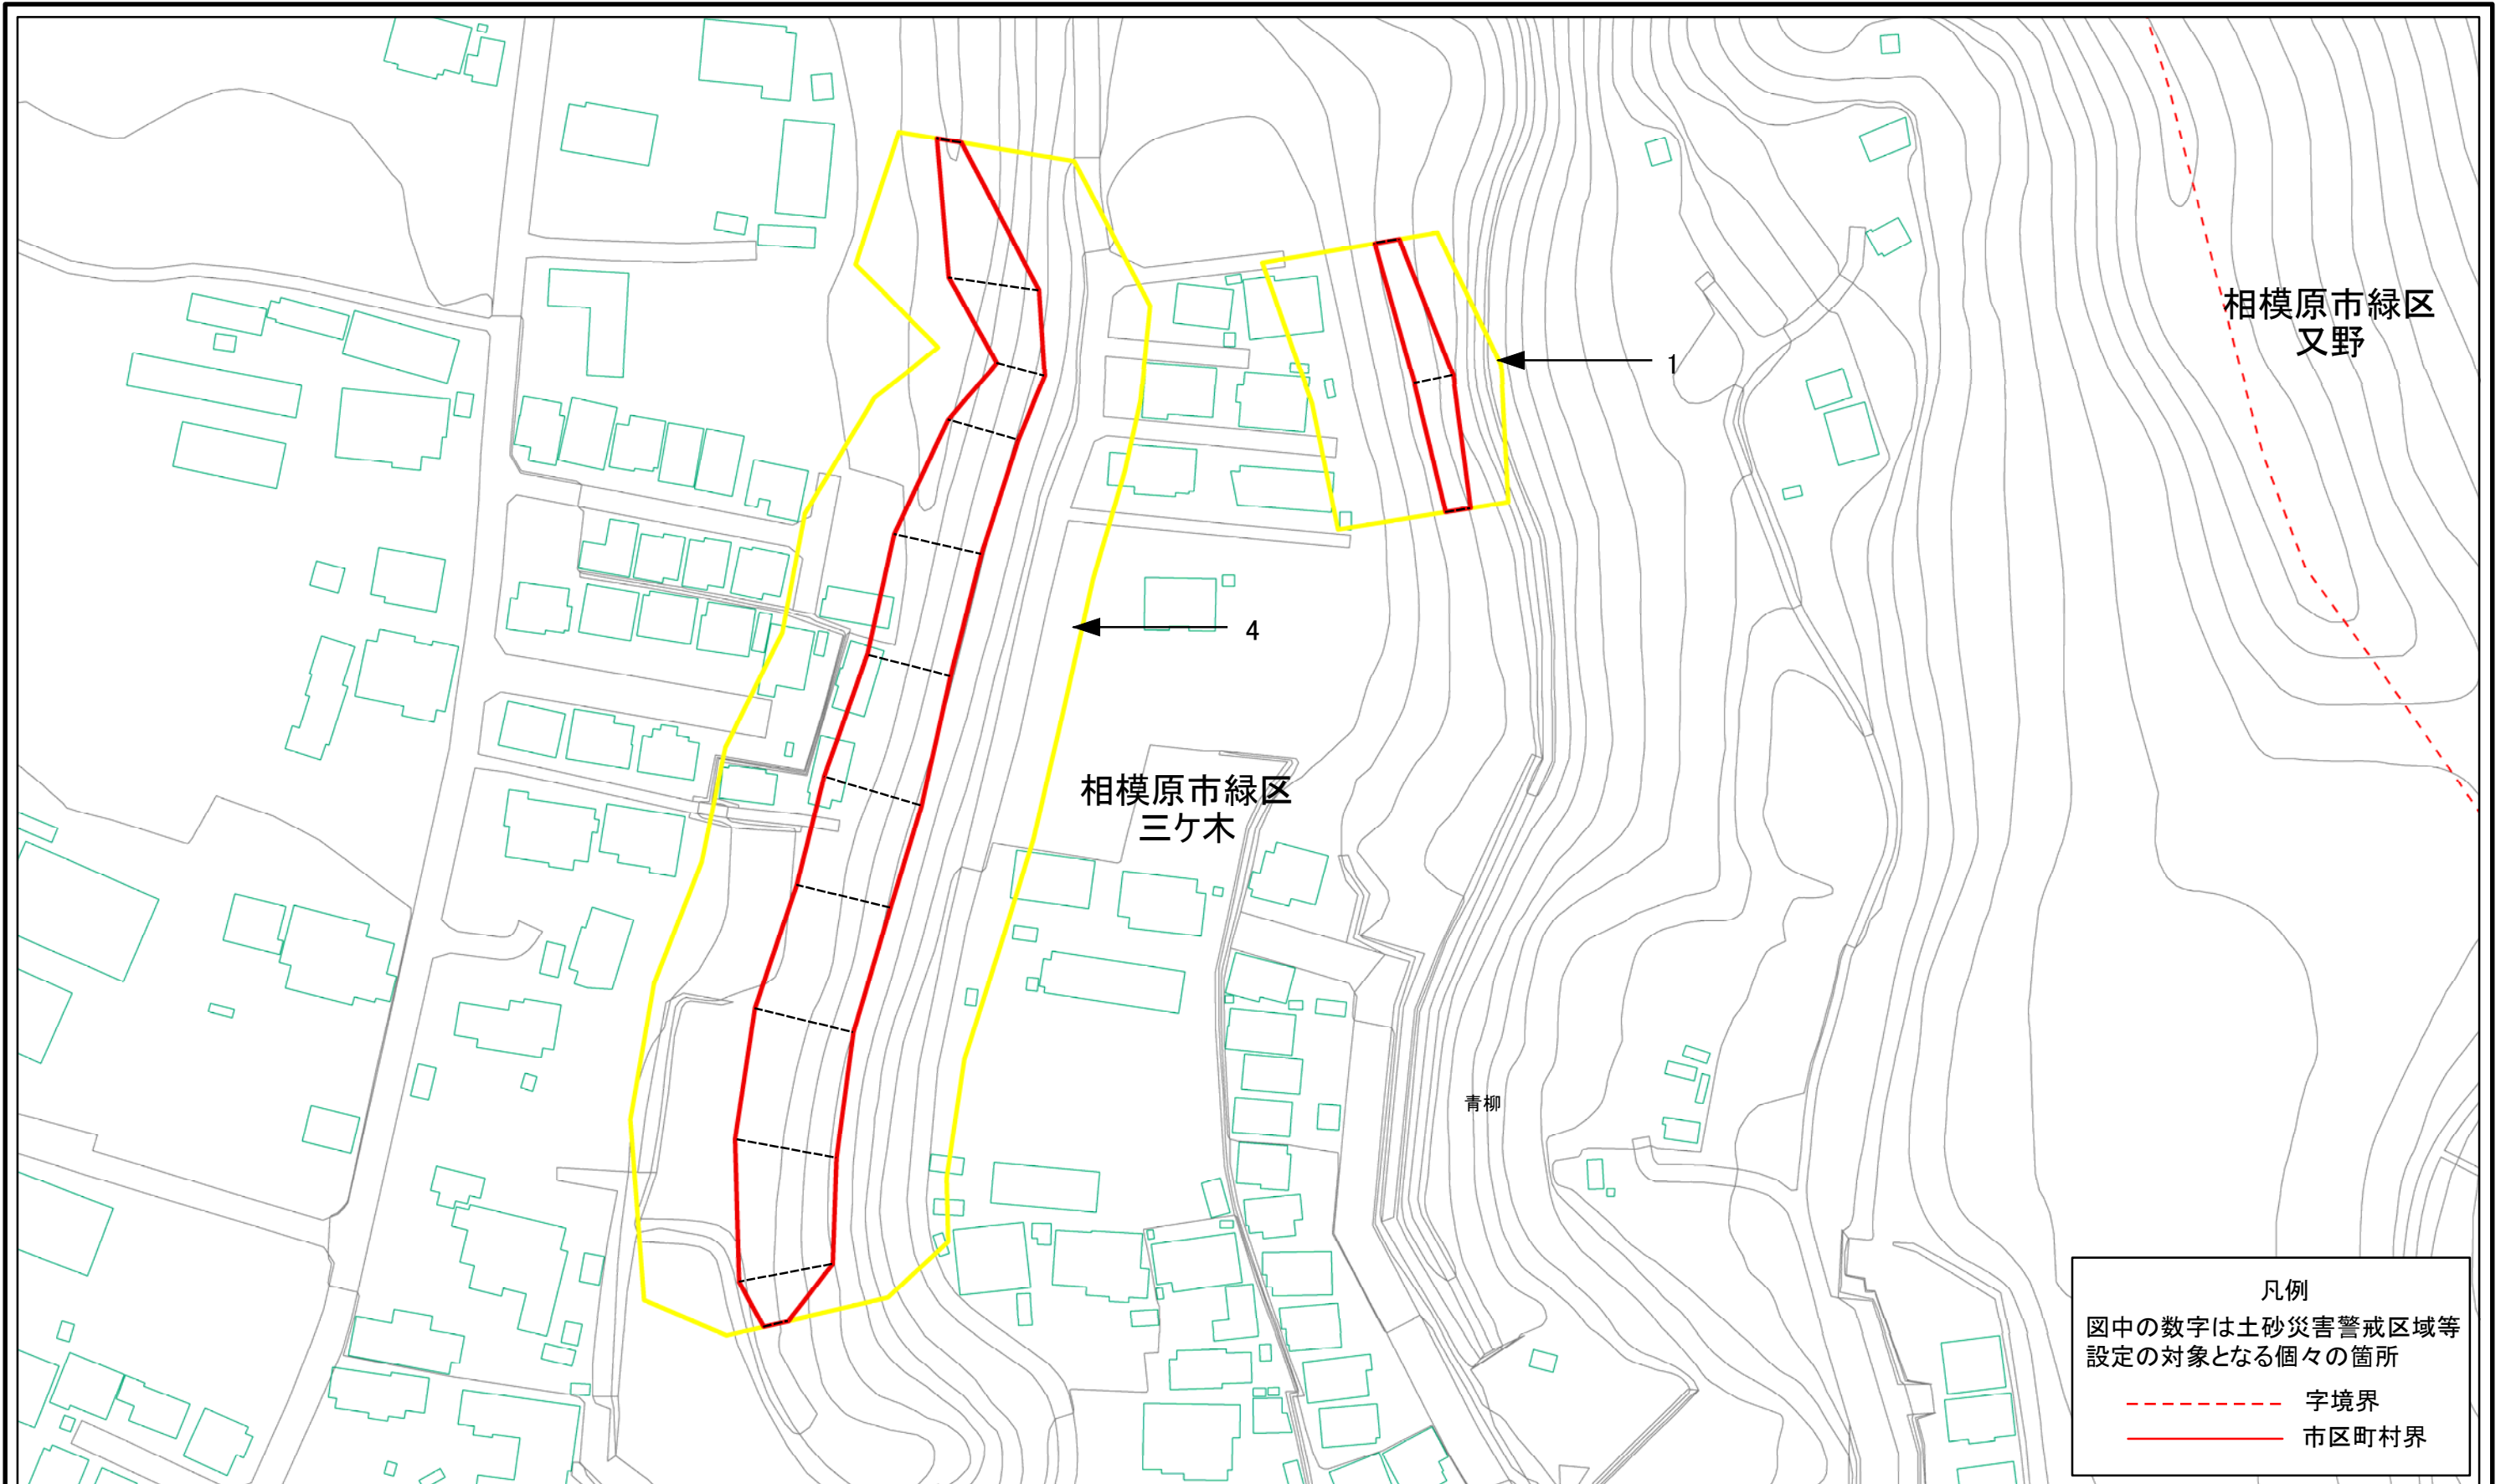 相模原市緑区
又野
1
4
相模原市緑区
三ケ木
青柳
凡例
図中の数字は土砂災害警戒区域等
設定の対象となる個々の箇所
字境界
市区町村界